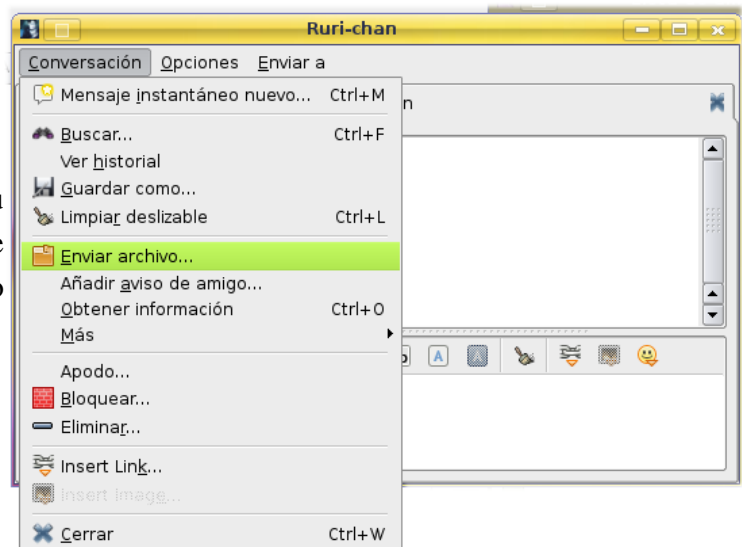 Ruri-chan
Conversación Opciones Enviar a
Mensaje instantáneo nuevo... Ctrl+M
Buscar... Ctrl+F
Ver historial
Guardar como...
Limpiar deslizable Ctrl+L
Enviar archivo...
Añadir aviso de amigo...
Obtener información Ctrl+O
Más
Apodo...
Bloquear...
Eliminar...
Insert Link...
Insert Image...
Cerrar Ctrl+W